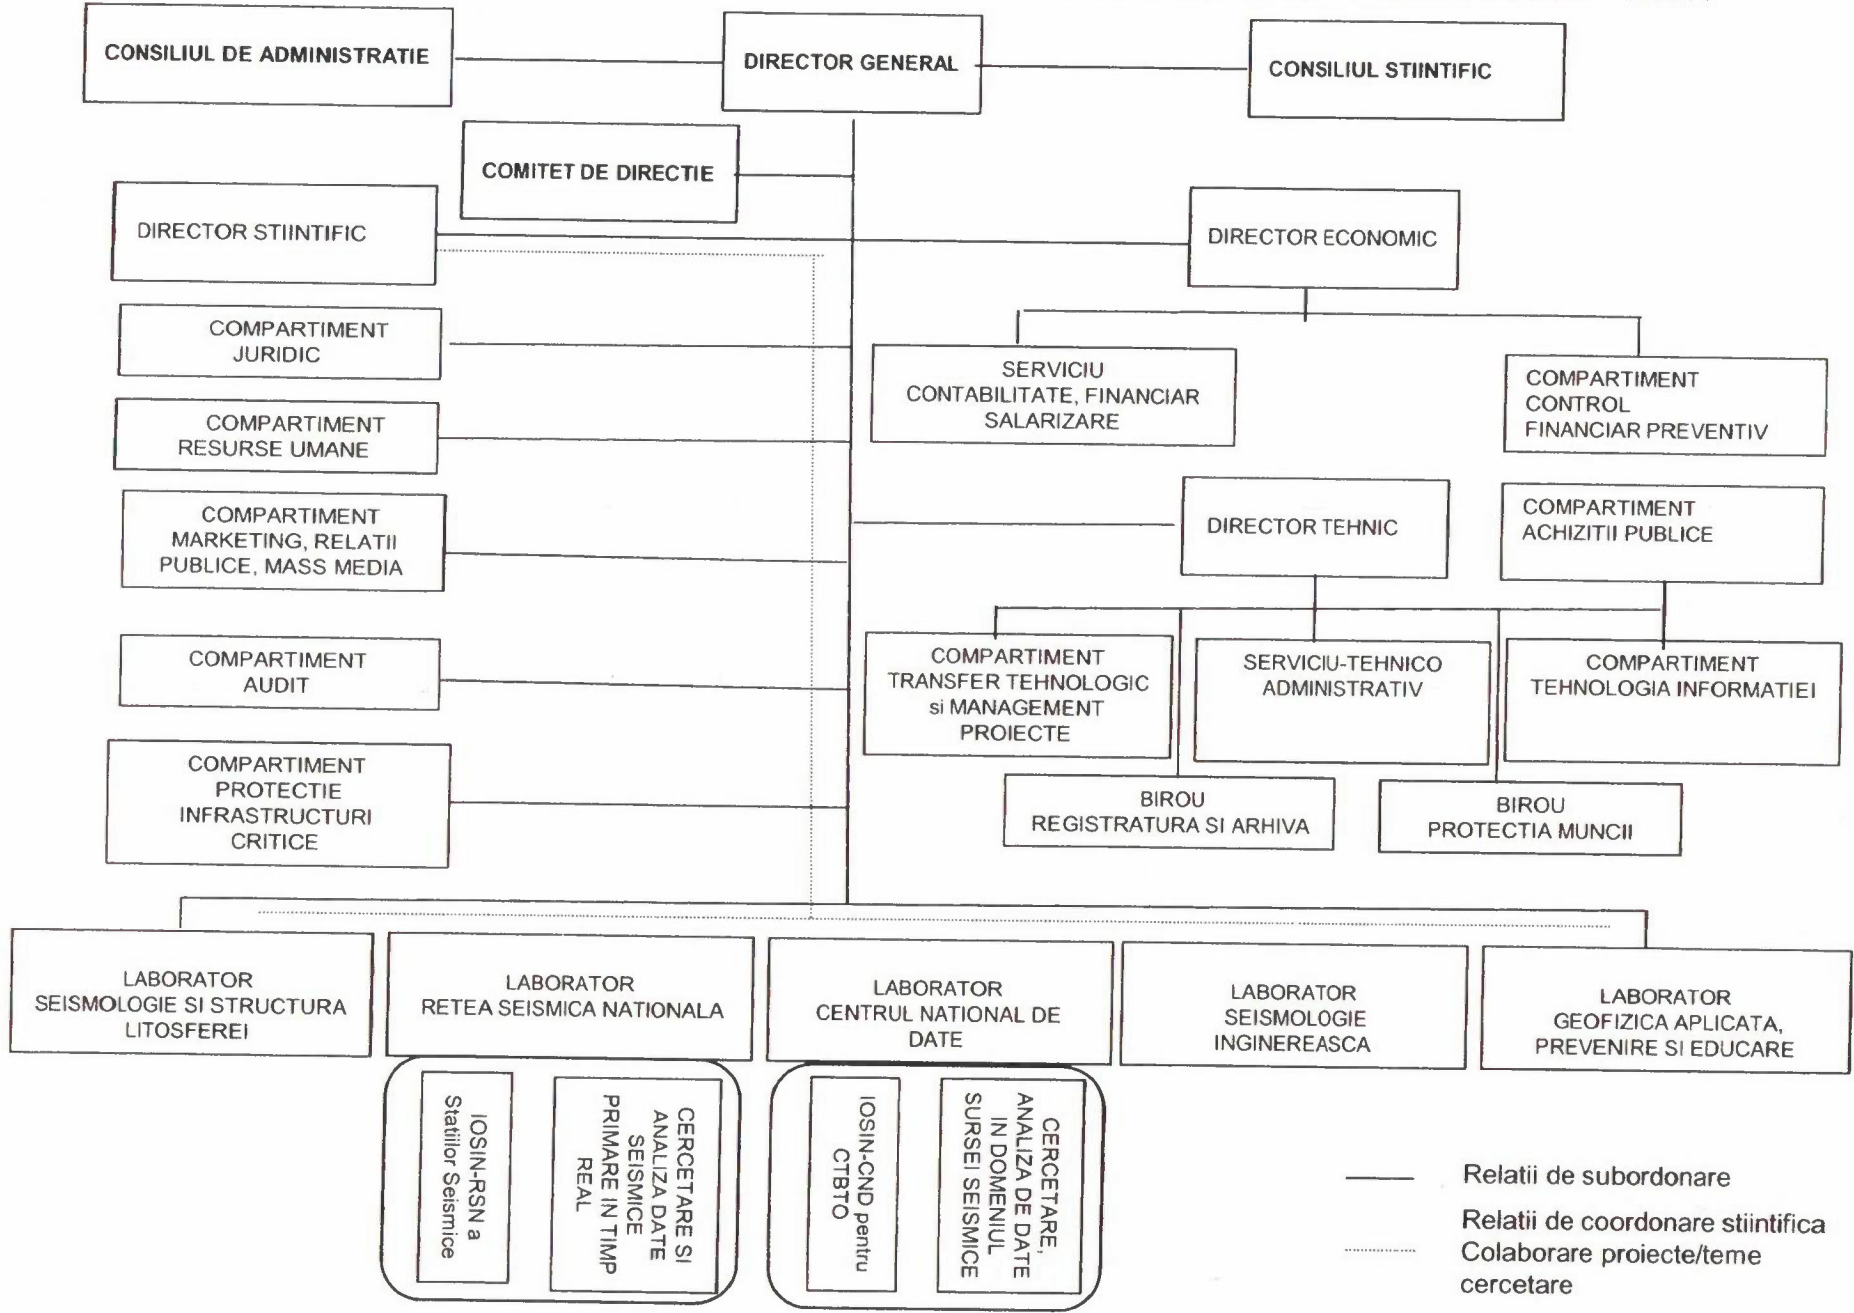 CONSILIUL DE ADMINISTRATIE
DIRECTOR GENERAL
CONSILIUL STIINTIFIC
COMITET DE DIRECTIE
DIRECTOR STIINTIFIC
DIRECTOR ECONOMIC
COMPARTIMENT
JURIDIC
COMPARTIMENT
RESURSE UMANE
COMPARTIMENT
MARKETING, RELATII
PUBLICE, MASS MEDIA
COMPARTIMENT
AUDIT
COMPARTIMENT
PROTECTIE
INFRASTRUCTURI
CRITICE
SERVICIU
CONTABILITATE, FINANCIAR
SALARIZARE
COMPARTIMENT
CONTROL
FINANCIAR PREVENTIV
DIRECTOR TEHNIC
COMPARTIMENT
ACHIZITII PUBLICE
COMPARTIMENT
TRANSFER TEHNOLOGIC
si MANAGEMENT
PROIECTE
SERVICIU-TEHNICO
ADMINISTRATIV
COMPARTIMENT
TEHNOLOGIA INFORMATIEI
BIROU
REGISTRATURA SI ARHIVA
BIROU
PROTECTIA MUNCII
LABORATOR
SEISMOLOGIE SI STRUCTURA
LITOSFEREI
LABORATOR
RETEA SEISMICA NATIONALA
LABORATOR
CENTRUL NATIONAL DE
DATE
LABORATOR
SEISMOLOGIE
INGINEREASCA
LABORATOR
GEOFIZICA APLICATA,
PREVENIRE SI EDUCARE
IOSIN-RSN a
Statiilor Seismice
CERCETARE SI
ANALIZA DATE
SEISMICE
PRIMARE IN TIMP
REAL
IOSIN-CND pentru
CTBTO
CERCETARE,
ANALIZA DE DATE
IN DOMENIUL
SURSEI SEISMICE
Relatii de subordonare
Relatii de coordonare stiintifica
Colaborare proiecte/teme
cercetare